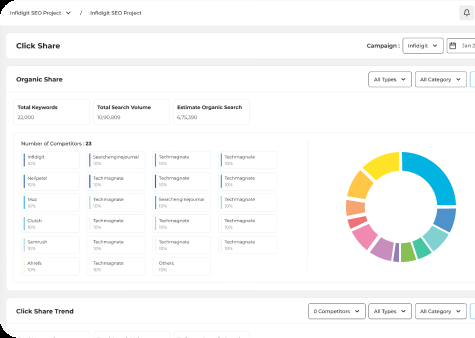 Infidigit SEO Project / Infidigit SEO Project
Click Share
Campaign : Infidigit Jan 2
Organic Share
All Types All Category
Total Keywords Total Search Volume Estimate Organic Search
22,000 10,90,809 6,75,390
Number of Competitors : 23
Infidigit Searchenginejournal Techmagnate Techmagnate
10% 10% 10% 10%
Neilpatel Techmagnate Techmagnate Techmagnate
10% 10% 10% 10%
Moz Techmagnate Searchenginejournal Techmagnate
10% 10% 10% 10%
Clutch Techmagnate Techmagnate Techmagnate
10% 10% 10% 10%
Semrush Techmagnate Techmagnate Techmagnate
10% 10% 10% 10%
Ahrefs Techmagnate Others
10% 10% 10%
Click Share Trend
0 Competitors All Types All Category